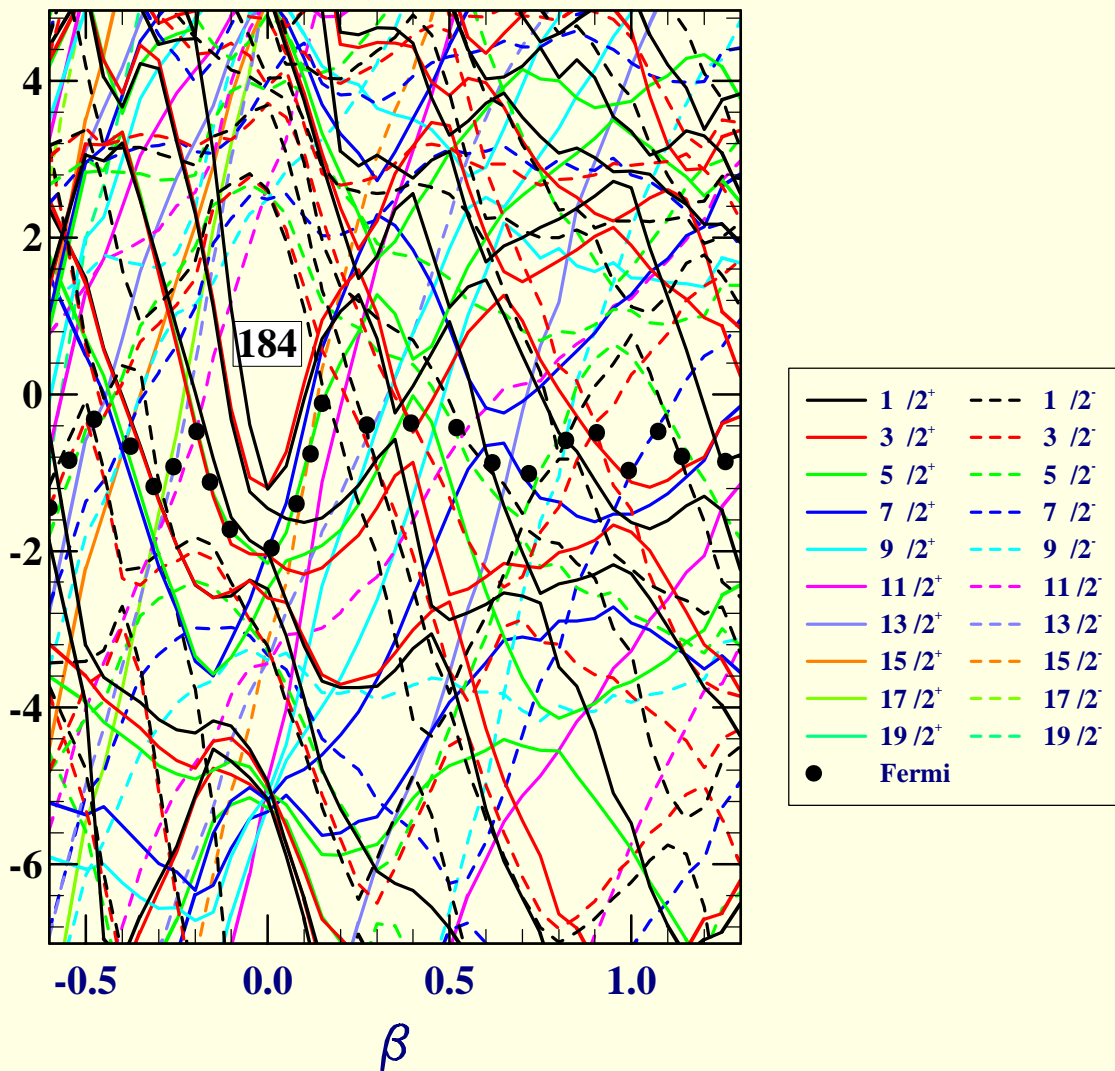 4
2
0
-2
-4
-6
184
-0.5 0.0 0.5 1.0
β
1 /2⁺ 1 /2⁻
3 /2⁺ 3 /2⁻
5 /2⁺ 5 /2⁻
7 /2⁺ 7 /2⁻
9 /2⁺ 9 /2⁻
11 /2⁺ 11 /2⁻
13 /2⁺ 13 /2⁻
15 /2⁺ 15 /2⁻
17 /2⁺ 17 /2⁻
19 /2⁺ 19 /2⁻
Fermi